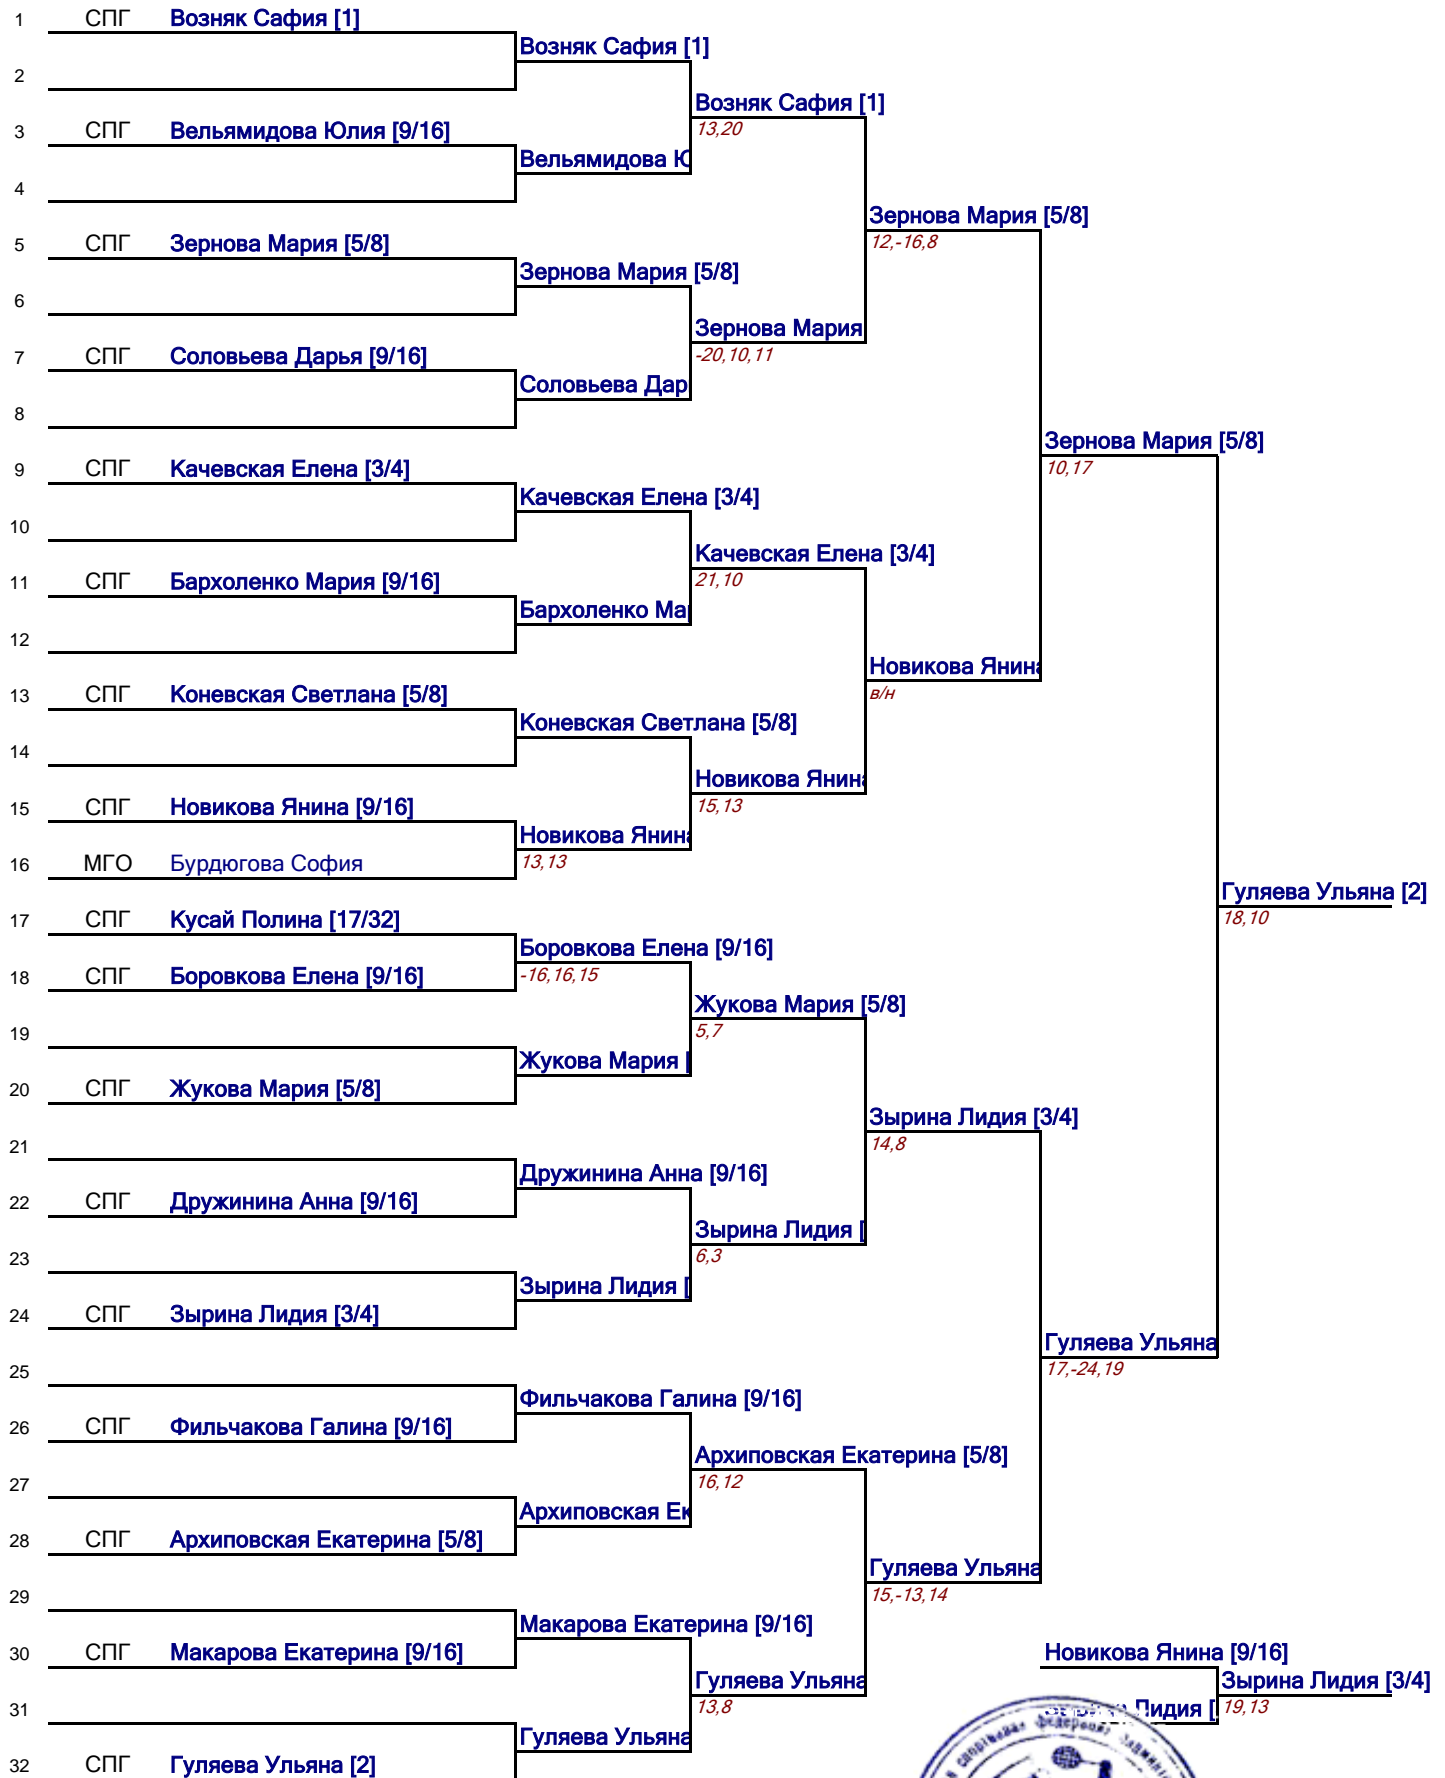 1 СПГ Возняк Сафия [1]
Возняк Сафия [1]
2
Возняк Сафия [1]
3 СПГ Вельямидова Юлия [9/16]
13,20
Вельямидова Ю
4
Зернова Мария [5/8]
5 СПГ Зернова Мария [5/8]
12,-16,8
Зернова Мария [5/8]
6
Зернова Мария
7 СПГ Соловьева Дарья [9/16]
-20,10,11
Соловьева Дар
8
Зернова Мария [5/8]
9 СПГ Качевская Елена [3/4]
10,17
Качевская Елена [3/4]
10
Качевская Елена [3/4]
11 СПГ Бархоленко Мария [9/16]
21,10
Бархоленко Мар
12
Новикова Янина
13 СПГ Коневская Светлана [5/8]
в/н
Коневская Светлана [5/8]
14
Новикова Янина
15 СПГ Новикова Янина [9/16]
15,13
Новикова Янина
16 МГО Бурдюгова София
13,13
Гуляева Ульяна [2]
17 СПГ Кусай Полина [17/32]
18,10
Боровкова Елена [9/16]
18 СПГ Боровкова Елена [9/16]
-16,16,15
Жукова Мария [5/8]
19
5,7
Жукова Мария [
20 СПГ Жукова Мария [5/8]
Зырина Лидия [3/4]
21
14,8
Дружинина Анна [9/16]
22 СПГ Дружинина Анна [9/16]
Зырина Лидия [
23
6,3
Зырина Лидия [
24 СПГ Зырина Лидия [3/4]
Гуляева Ульяна
25
17,-24,19
Фильчакова Галина [9/16]
26 СПГ Фильчакова Галина [9/16]
Архиповская Екатерина [5/8]
27
16,12
Архиповская Ек
28 СПГ Архиповская Екатерина [5/8]
Гуляева Ульяна
29
15,-13,14
Макарова Екатерина [9/16]
30 СПГ Макарова Екатерина [9/16]
Новикова Янина [9/16]
Гуляева Ульяна
Зырина Лидия [3/4]
31
13,8
Лидия [
19,13
Гуляева Ульяна
32 СПГ Гуляева Ульяна [2]